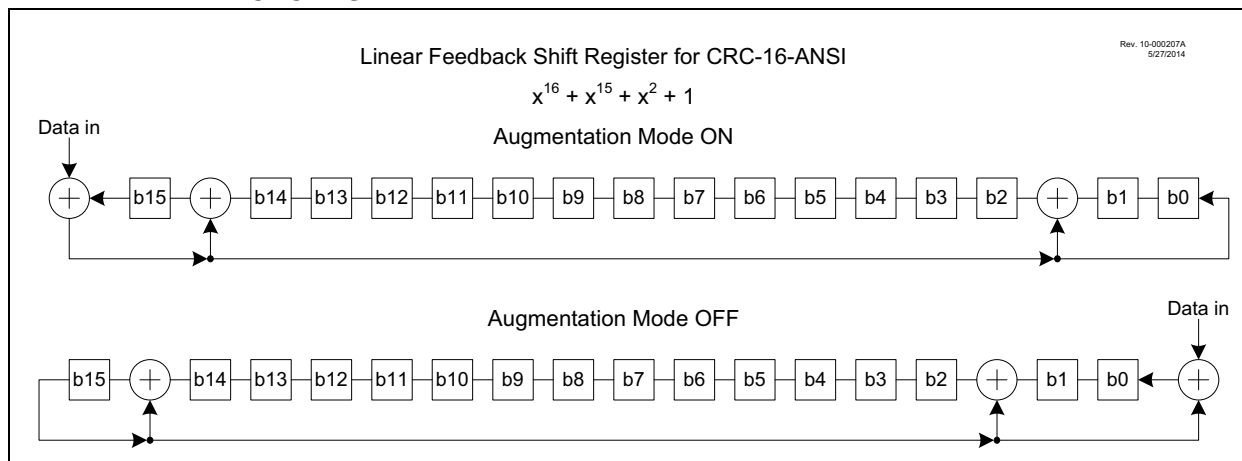 Linear Feedback Shift Register for CRC-16-ANSI
Rev. 10-000207A
5/27/2014
x16 + x15 + x2 + 1
Augmentation Mode ON
Data in
+ b15 + b14 b13 b12 b11 b10 b9 b8 b7 b6 b5 b4 b3 b2 + b1 b0
Augmentation Mode OFF
Data in
b15 + b14 b13 b12 b11 b10 b9 b8 b7 b6 b5 b4 b3 b2 + b1 b0 +